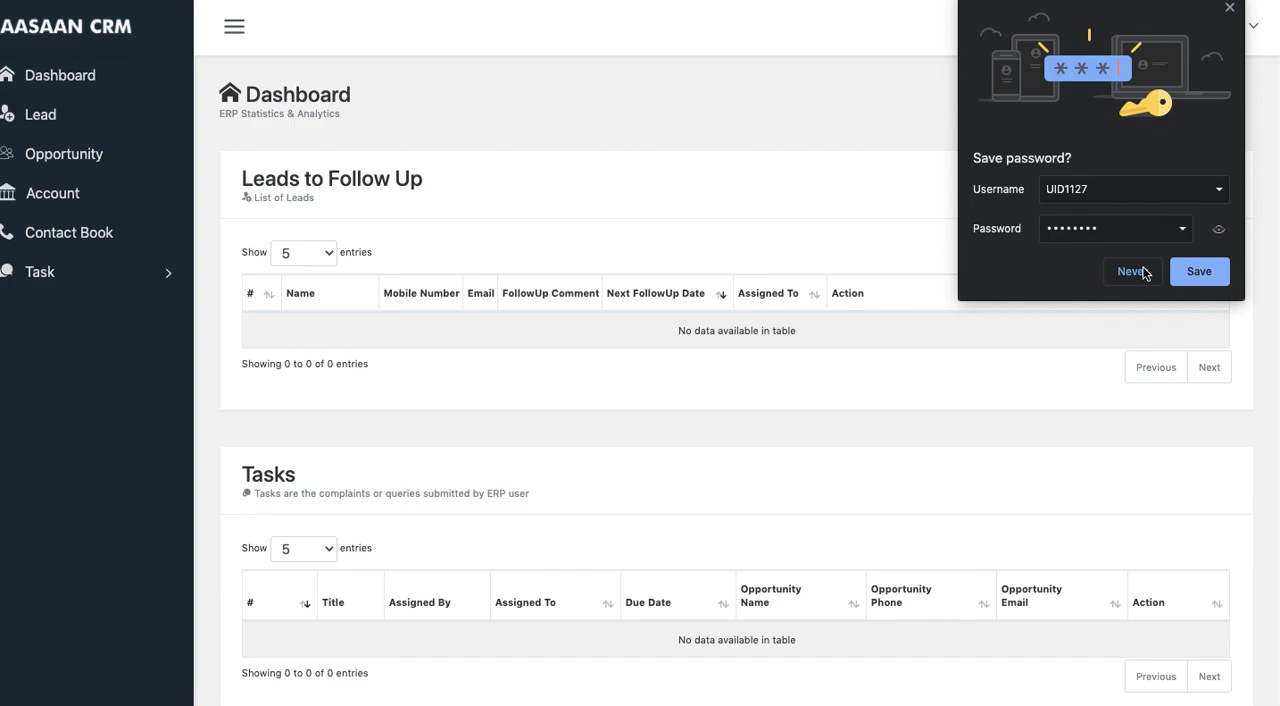 AASAAN CRM
Dashboard
Lead
Opportunity
Account
Contact Book
Task
Dashboard
ERP Statistics & Analytics
Leads to Follow Up
List of Leads
Show 5 entries
# Name Mobile Number Email FollowUp Comment Next FollowUp Date Assigned To Action
No data available in table
Showing 0 to 0 of 0 entries
Previous Next
Tasks
Tasks are the complaints or queries submitted by ERP user
Show 5 entries
# Title Assigned By Assigned To Due Date Opportunity Name Opportunity Phone Opportunity Email Action
No data available in table
Showing 0 to 0 of 0 entries
Previous Next
* * *
Save password?
Username UID1127
Password ••••••••
Never Save